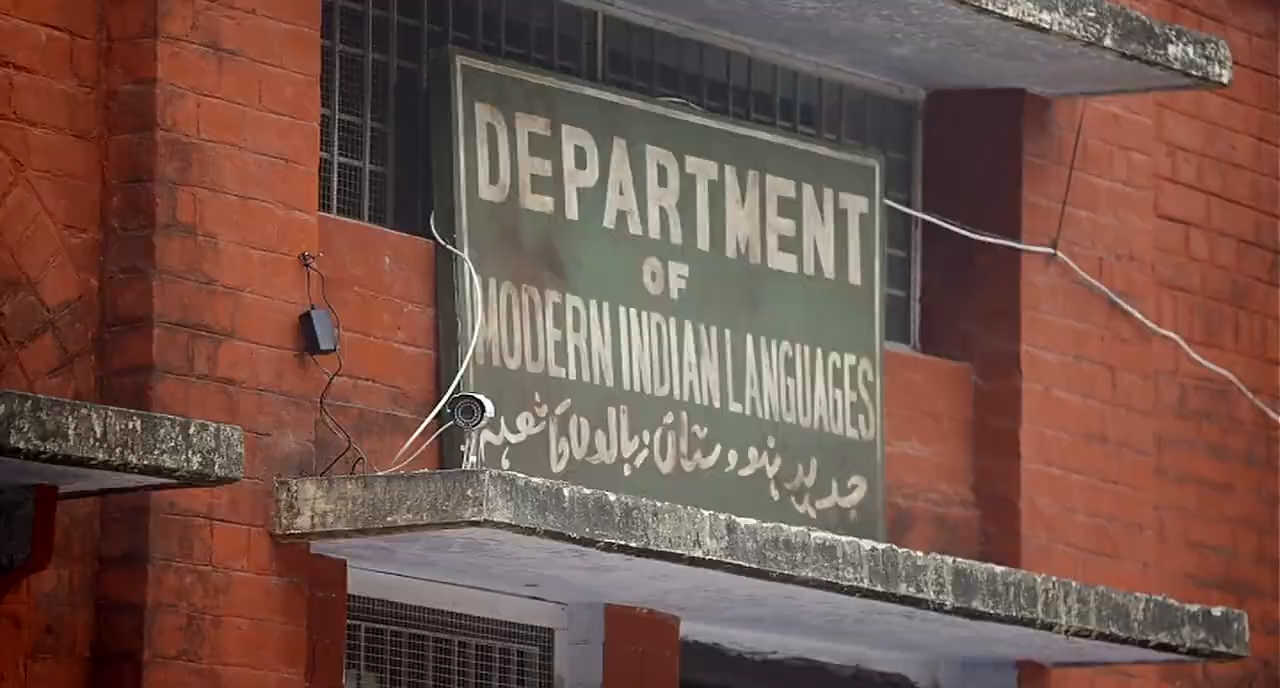 DEPARTMENT
OF
MODERN INDIAN LANGUAGES
جدید ہندوستانی زبانوں کا شعبہ